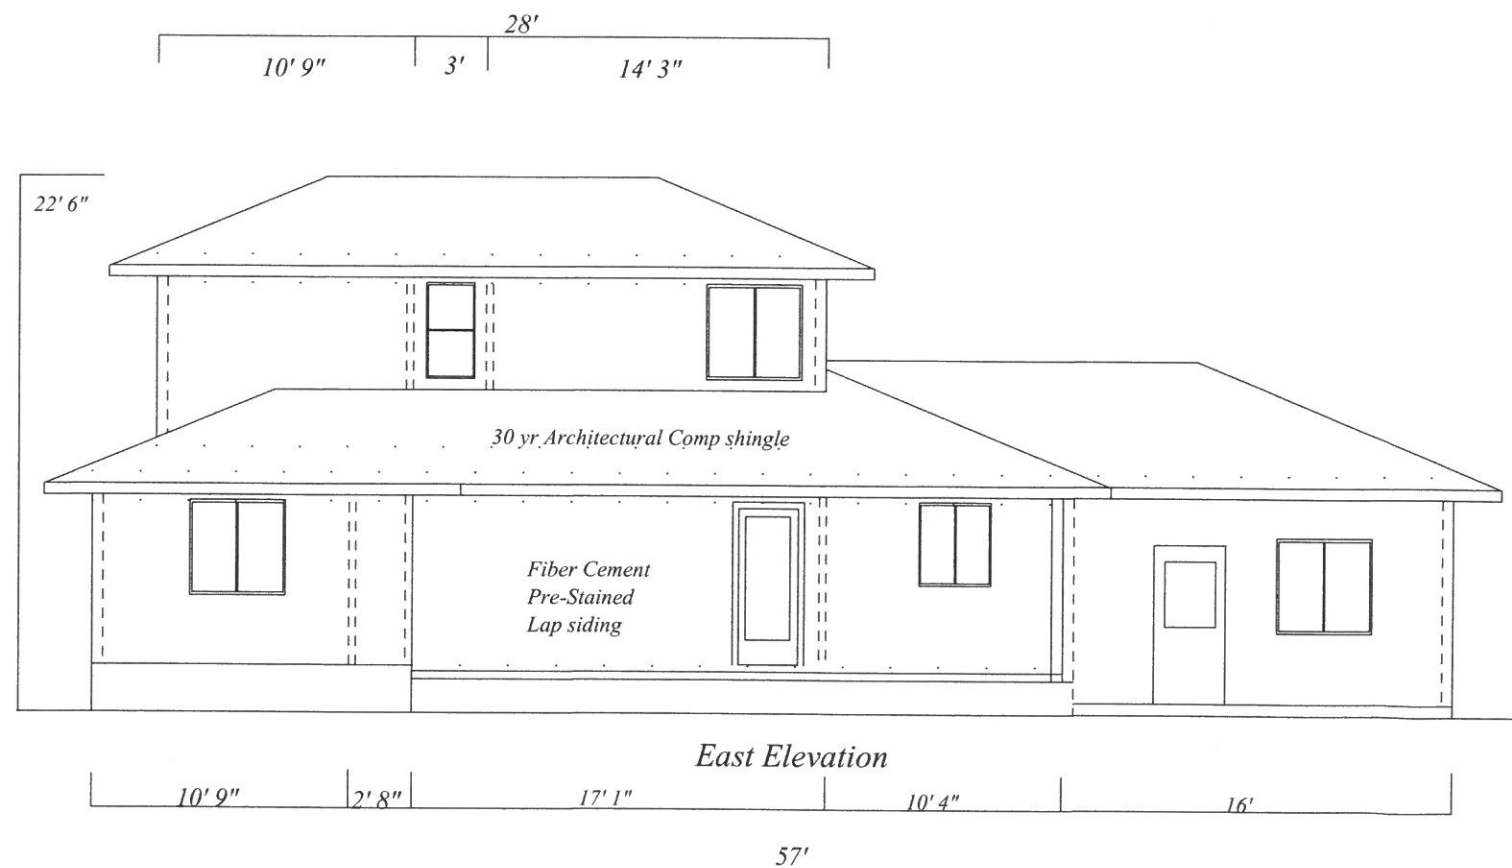 28'
10' 9" 3' 14' 3"
22' 6"
30 yr Architectural Comp shingle
Fiber Cement
Pre-Stained
Lap siding
East Elevation
10' 9" 2' 8" 17' 1" 10' 4" 16'
57'